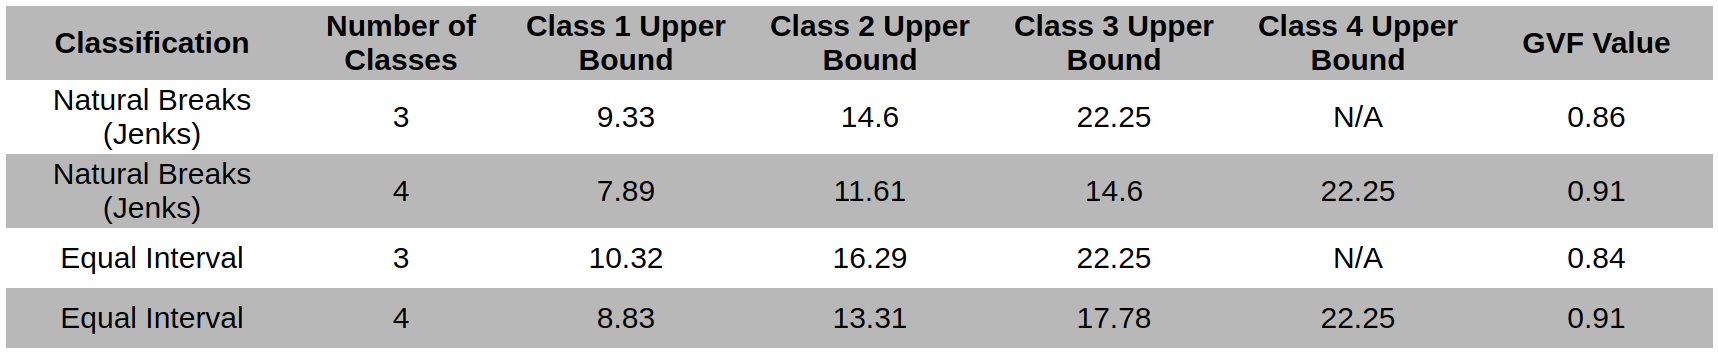 Classification Number of Classes Class 1 Upper Bound Class 2 Upper Bound Class 3 Upper Bound Class 4 Upper Bound GVF Value
Natural Breaks (Jenks) 3 9.33 14.6 22.25 N/A 0.86
Natural Breaks (Jenks) 4 7.89 11.61 14.6 22.25 0.91
Equal Interval 3 10.32 16.29 22.25 N/A 0.84
Equal Interval 4 8.83 13.31 17.78 22.25 0.91